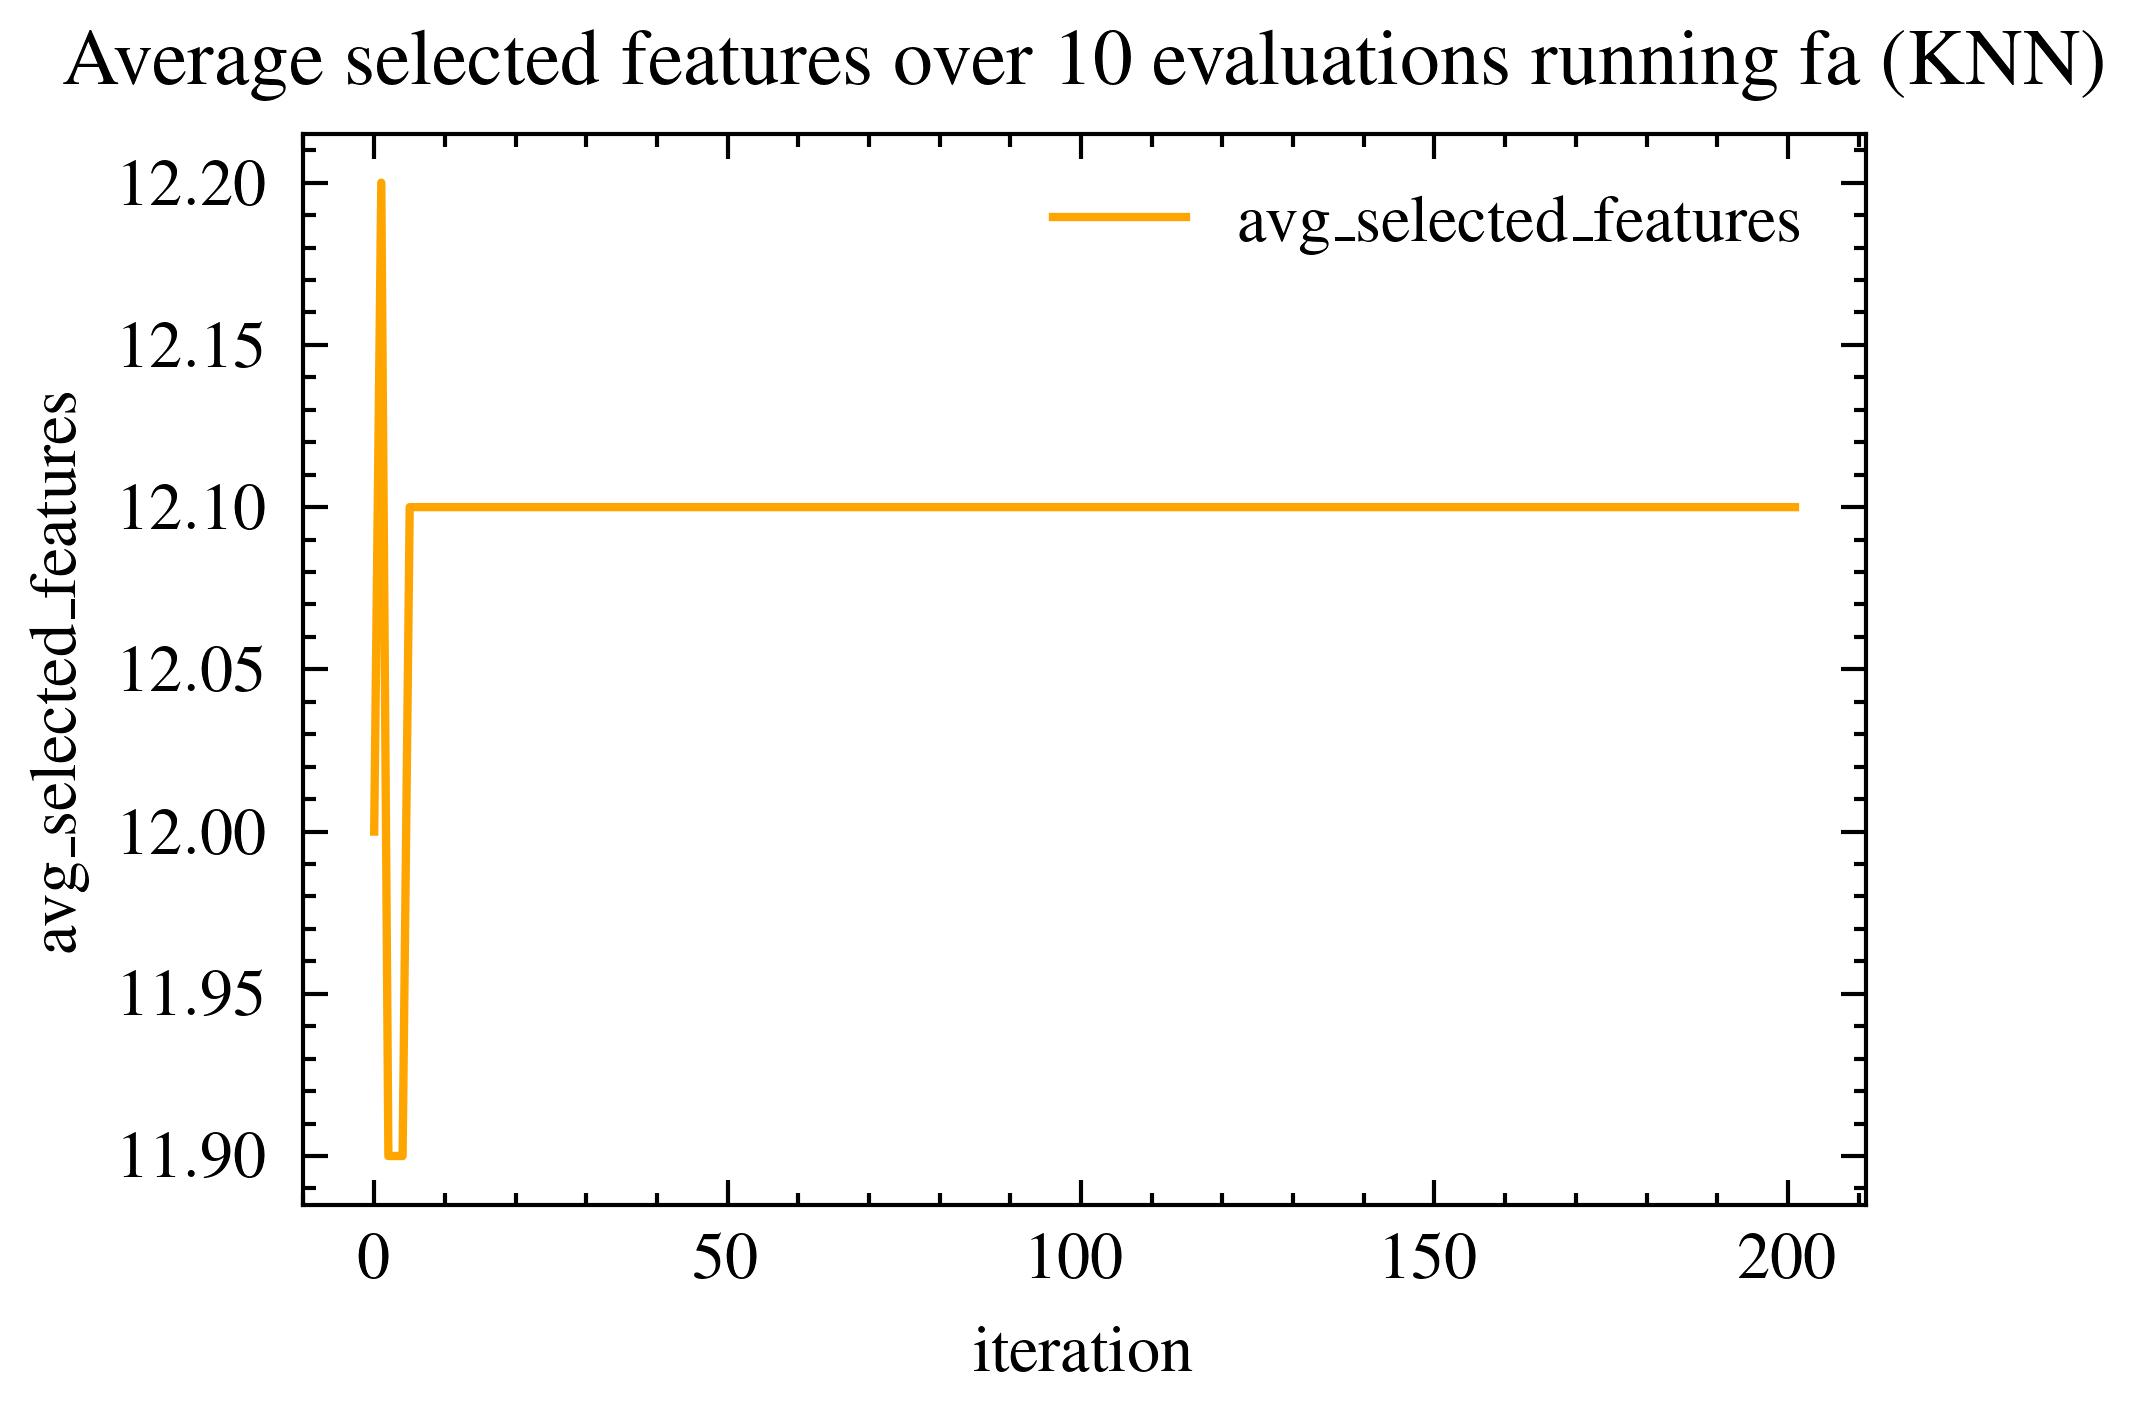 Average selected features over 10 evaluations running fa (KNN)
12.20
12.15
12.10
12.05
12.00
11.95
11.90
avg_selected_features
avg_selected_features
0 50 100 150 200
iteration